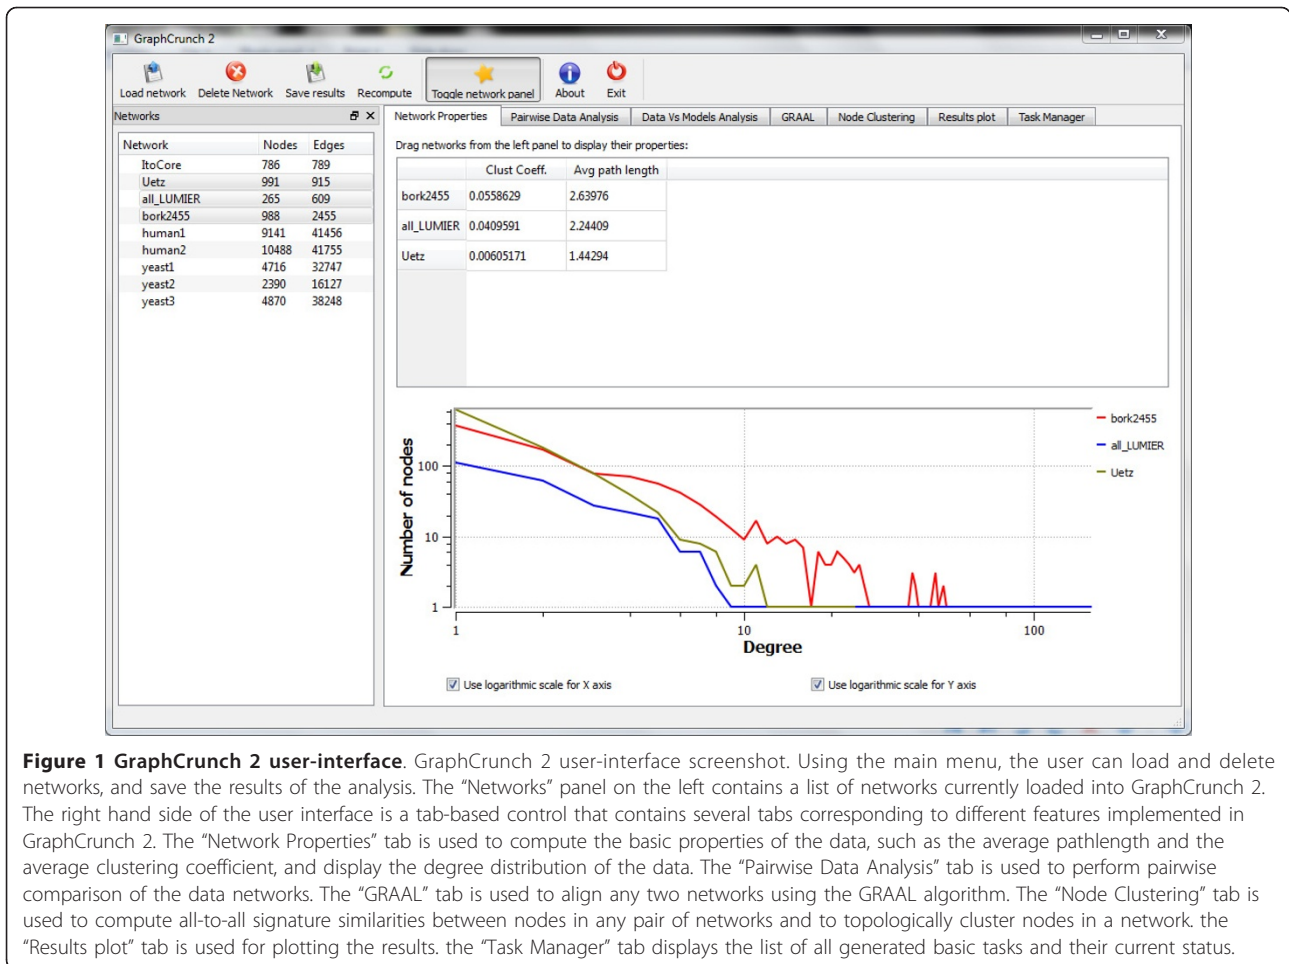 GraphCrunch 2
Load network Delete Network Save results Recompute Toggle network panel About Exit
Networks
Network Properties Pairwise Data Analysis Data Vs Models Analysis GRAAL Node Clustering Results plot Task Manager
Network Nodes Edges
ItoCore 786 789
Uetz 991 915
all_LUMIER 265 609
bork2455 988 2455
human1 9141 41456
human2 10488 41755
yeast1 4716 32747
yeast2 2390 16127
yeast3 4870 38248
Drag networks from the left panel to display their properties:
Clust Coeff. Avg path length
bork2455 0.0558629 2.63976
all_LUMIER 0.0409591 2.24409
Uetz 0.00605171 1.44294
Number of nodes
100
10
1
1 10 100
Degree
bork2455
all_LUMIER
Uetz
Use logarithmic scale for X axis Use logarithmic scale for Y axis
Figure 1 GraphCrunch 2 user-interface. GraphCrunch 2 user-interface screenshot. Using the main menu, the user can load and delete
networks, and save the results of the analysis. The “Networks” panel on the left contains a list of networks currently loaded into GraphCrunch 2.
The right hand side of the user interface is a tab-based control that contains several tabs corresponding to different features implemented in
GraphCrunch 2. The “Network Properties” tab is used to compute the basic properties of the data, such as the average pathlength and the
average clustering coefficient, and display the degree distribution of the data. The “Pairwise Data Analysis” tab is used to perform pairwise
comparison of the data networks. The “GRAAL” tab is used to align any two networks using the GRAAL algorithm. The “Node Clustering” tab is
used to compute all-to-all signature similarities between nodes in any pair of networks and to topologically cluster nodes in a network. the
“Results plot” tab is used for plotting the results. the “Task Manager” tab displays the list of all generated basic tasks and their current status.